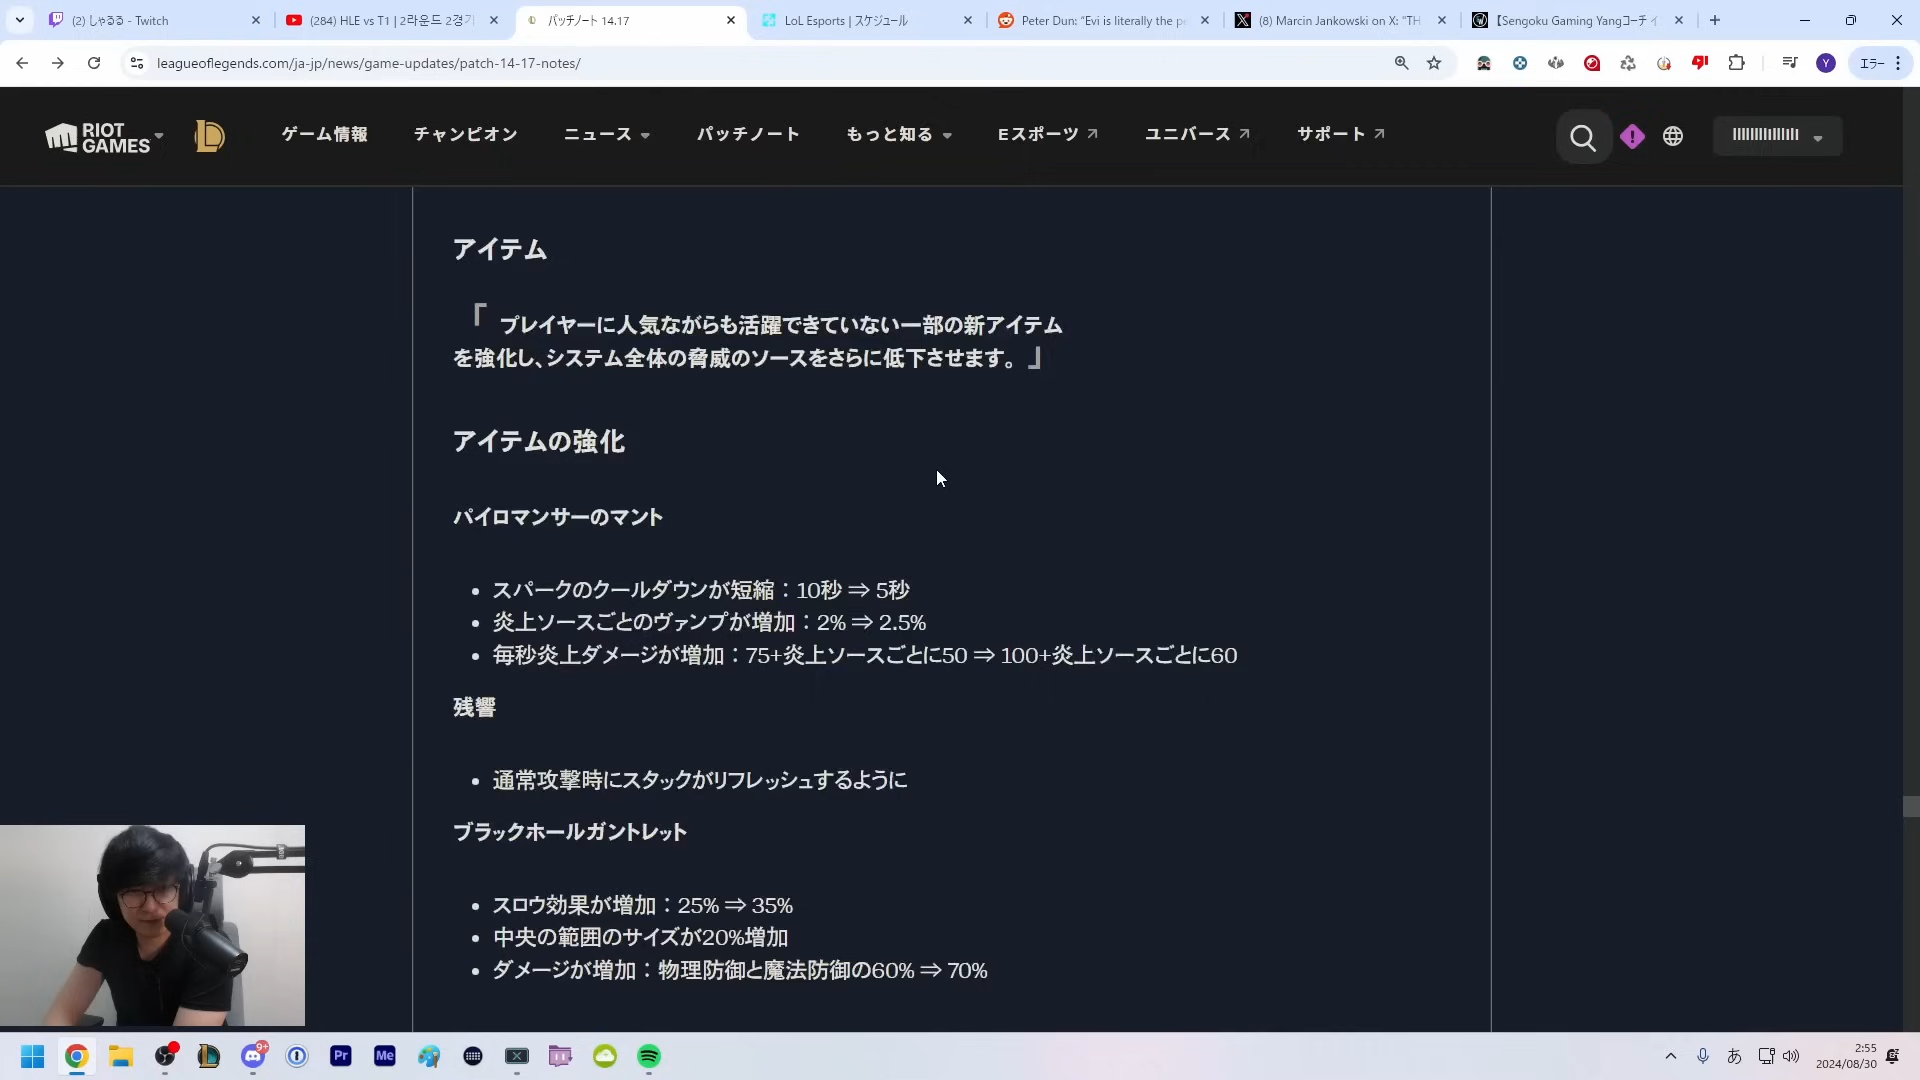 (2) しゃるる - Twitch
(284) HLE vs T1 | 2라운드 2경기
パッチノート 14.17
LoL Esports | スケジュール
Peter Dun: "Evi is literally the pe
(8) Marcin Jankowski on X: "TH
【Sengoku Gaming Yangコーチ イ
leagueoflegends.com/ja-jp/news/game-updates/patch-14-17-notes/
Y
エラー
RIOT GAMES
ゲーム情報
チャンピオン
ニュース
パッチノート
もっと知る
Eスポーツ
ユニバース
サポート
IIIIIIIIIIIIII
アイテム
「 プレイヤーに人気ながらも活躍できていない一部の新アイテム
を強化し、システム全体の脅威のソースをさらに低下させます。 」
アイテムの強化
パイロマンサーのマント
• スパークのクールダウンが短縮：10秒 ⇒ 5秒
• 炎上ソースごとのヴァンプが増加：2% ⇒ 2.5%
• 毎秒炎上ダメージが増加：75+炎上ソースごとに50 ⇒ 100+炎上ソースごとに60
残響
• 通常攻撃時にスタックがリフレッシュするように
ブラックホールガントレット
• スロウ効果が増加：25% ⇒ 35%
• 中央の範囲のサイズが20%増加
• ダメージが増加：物理防御と魔法防御の60% ⇒ 70%
9+
Pr
Me
あ
2:55
2024/08/30